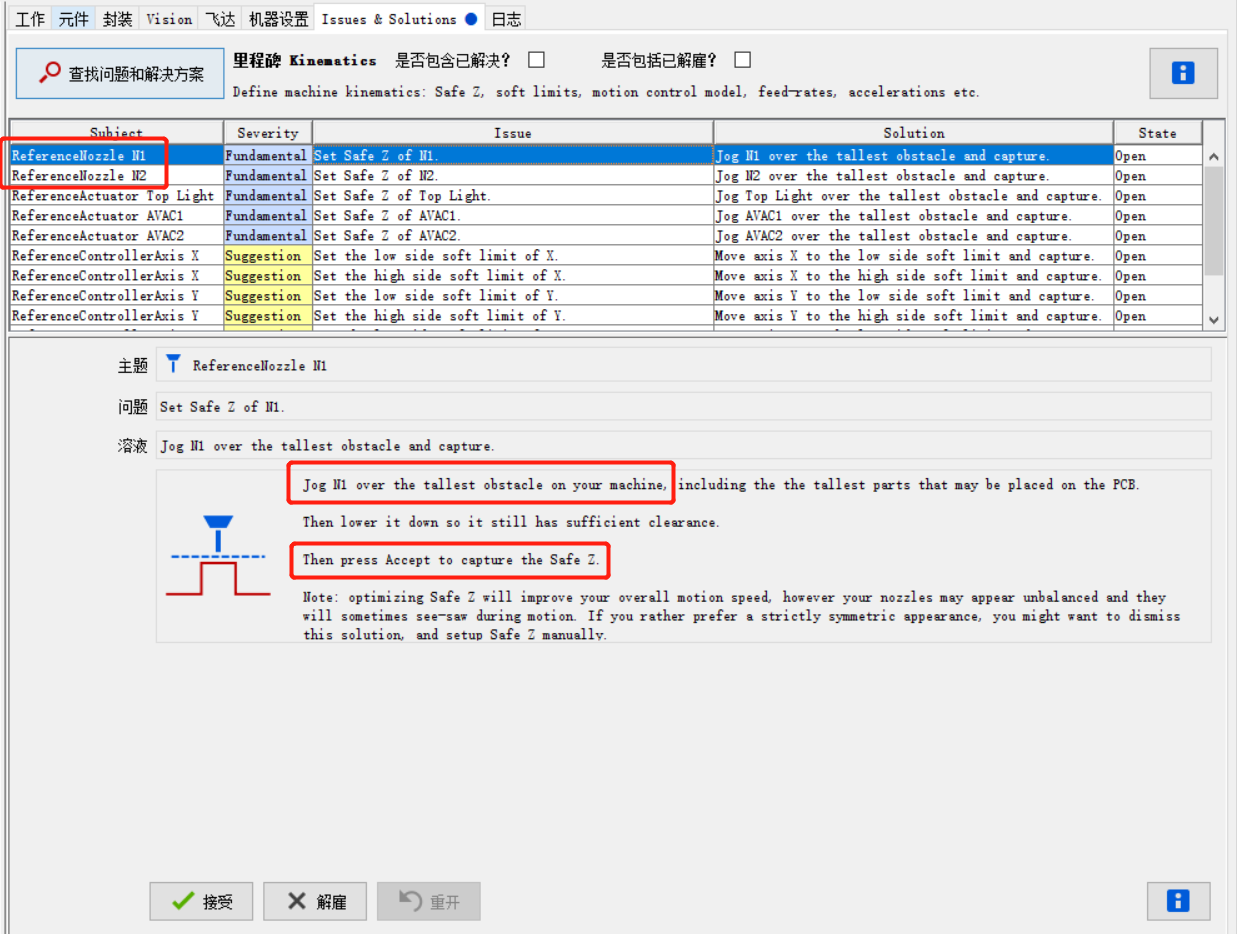 工作 元件 封装 Vision 飞达 机器设置 Issues & Solutions 日志
查找问题和解决方案
里程碑 Kinematics 是否包含已解决? 是否包括已解雇?
Define machine kinematics: Safe Z, soft limits, motion control model, feed-rates, accelerations etc.
Subject Severity Issue Solution State
ReferenceNozzle N1 Fundamental Set Safe Z of N1. Jog N1 over the tallest obstacle and capture. Open
ReferenceNozzle N2 Fundamental Set Safe Z of N2. Jog N2 over the tallest obstacle and capture. Open
ReferenceActuator Top Light Fundamental Set Safe Z of Top Light. Jog Top Light over the tallest obstacle and capture. Open
ReferenceActuator AVAC1 Fundamental Set Safe Z of AVAC1. Jog AVAC1 over the tallest obstacle and capture. Open
ReferenceActuator AVAC2 Fundamental Set Safe Z of AVAC2. Jog AVAC2 over the tallest obstacle and capture. Open
ReferenceControllerAxis X Suggestion Set the low side soft limit of X. Move axis X to the low side soft limit and capture. Open
ReferenceControllerAxis X Suggestion Set the high side soft limit of X. Move axis X to the high side soft limit and capture. Open
ReferenceControllerAxis Y Suggestion Set the low side soft limit of Y. Move axis Y to the low side soft limit and capture. Open
ReferenceControllerAxis Y Suggestion Set the high side soft limit of Y. Move axis Y to the high side soft limit and capture. Open
主题 ReferenceNozzle N1
问题 Set Safe Z of N1.
溶液 Jog N1 over the tallest obstacle and capture.
Jog N1 over the tallest obstacle on your machine, including the the tallest parts that may be placed on the PCB.
Then lower it down so it still has sufficient clearance.
Then press Accept to capture the Safe Z.
Note: optimizing Safe Z will improve your overall motion speed, however your nozzles may appear unbalanced and they
will sometimes see-saw during motion. If you rather prefer a strictly symmetric appearance, you might want to dismiss
this solution, and setup Safe Z manually.
接受 解雇 重开